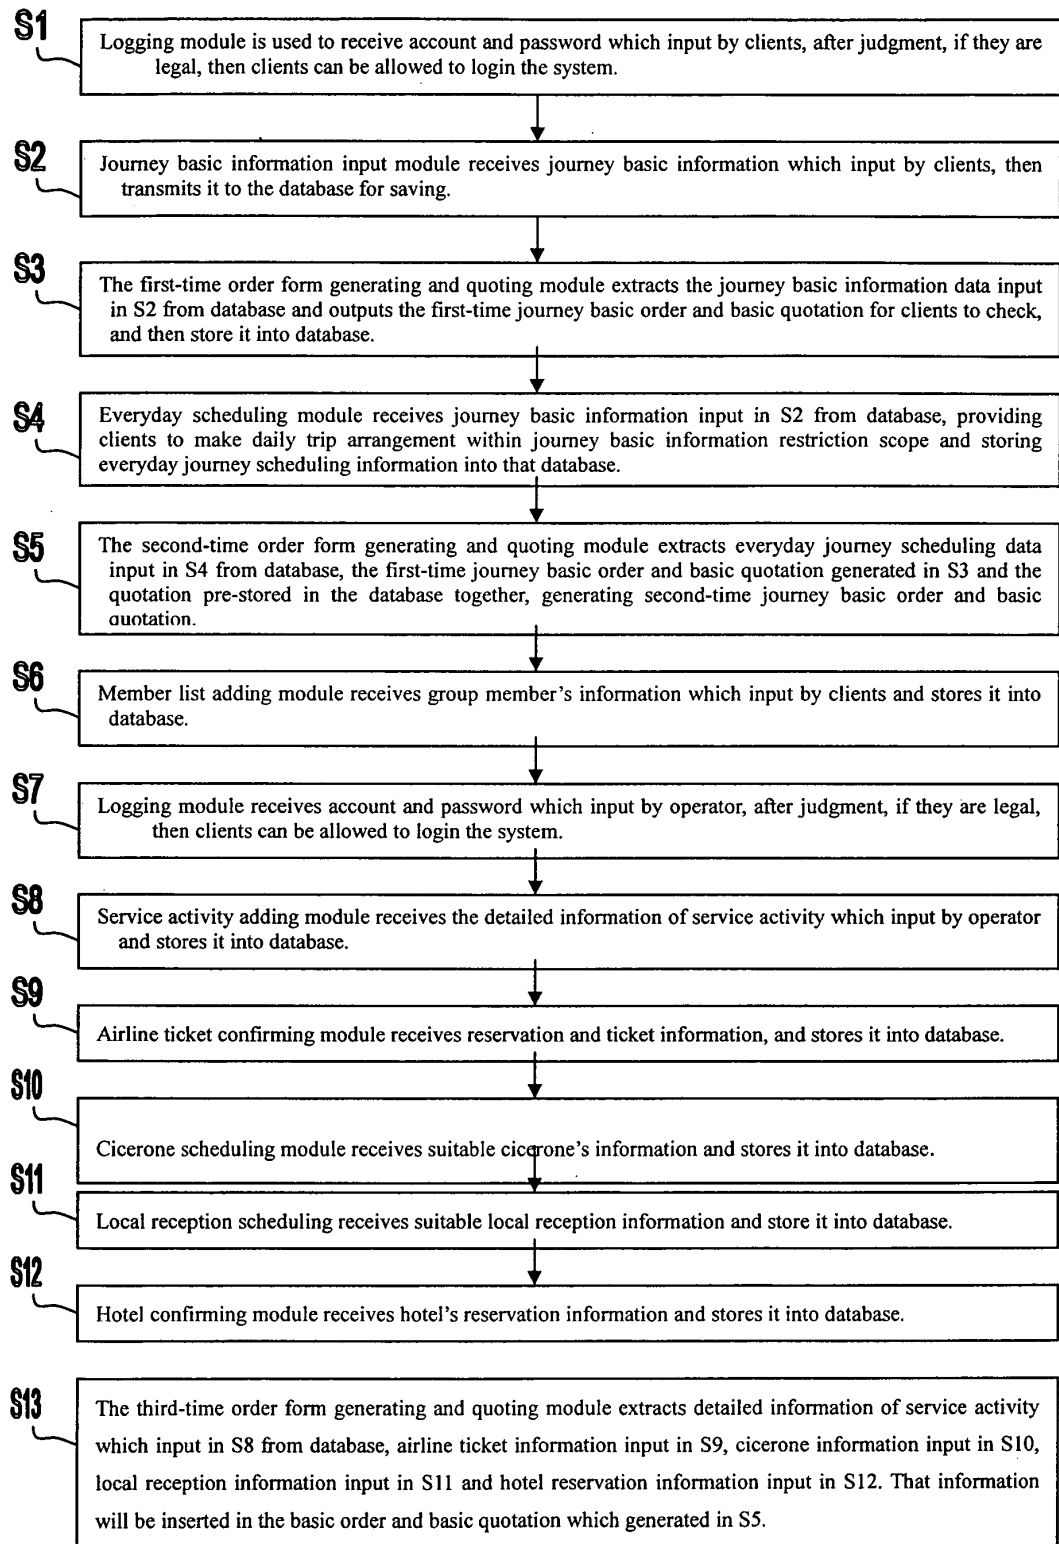 S1
Logging module is used to receive account and password which input by clients, after judgment, if they are
legal, then clients can be allowed to login the system.
S2
Journey basic information input module receives journey basic information which input by clients, then
transmits it to the database for saving.
S3
The first-time order form generating and quoting module extracts the journey basic information data input
in S2 from database and outputs the first-time journey basic order and basic quotation for clients to check,
and then store it into database.
S4
Everyday scheduling module receives journey basic information input in S2 from database, providing
clients to make daily trip arrangement within journey basic information restriction scope and storing
everyday journey scheduling information into that database.
S5
The second-time order form generating and quoting module extracts everyday journey scheduling data
input in S4 from database, the first-time journey basic order and basic quotation generated in S3 and the
quotation pre-stored in the database together, generating second-time journey basic order and basic
quotation.
S6
Member list adding module receives group member's information which input by clients and stores it into
database.
S7
Logging module receives account and password which input by operator, after judgment, if they are legal,
then clients can be allowed to login the system.
S8
Service activity adding module receives the detailed information of service activity which input by operator
and stores it into database.
S9
Airline ticket confirming module receives reservation and ticket information, and stores it into database.
S10
Cicerone scheduling module receives suitable cicerone's information and stores it into database.
S11
Local reception scheduling receives suitable local reception information and store it into database.
S12
Hotel confirming module receives hotel's reservation information and stores it into database.
S13
The third-time order form generating and quoting module extracts detailed information of service activity
which input in S8 from database, airline ticket information input in S9, cicerone information input in S10,
local reception information input in S11 and hotel reservation information input in S12. That information
will be inserted in the basic order and basic quotation which generated in S5.